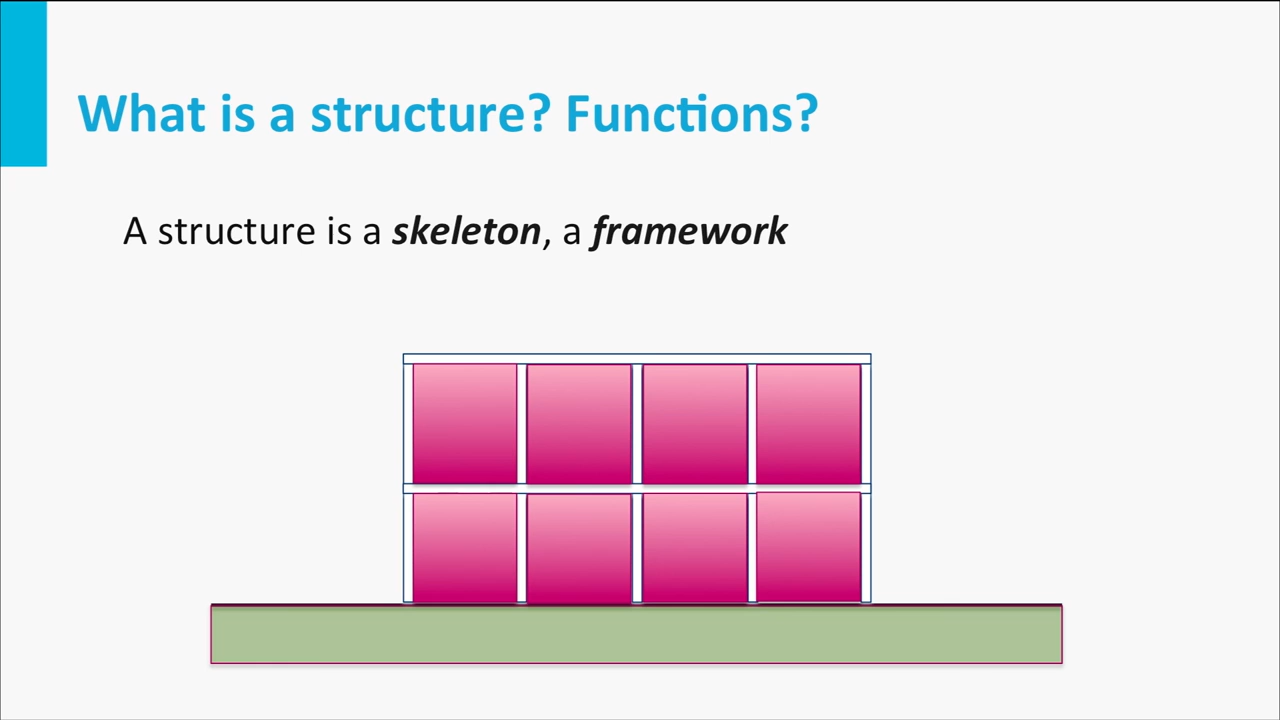 What is a structure? Functions?
A structure is a skeleton, a framework